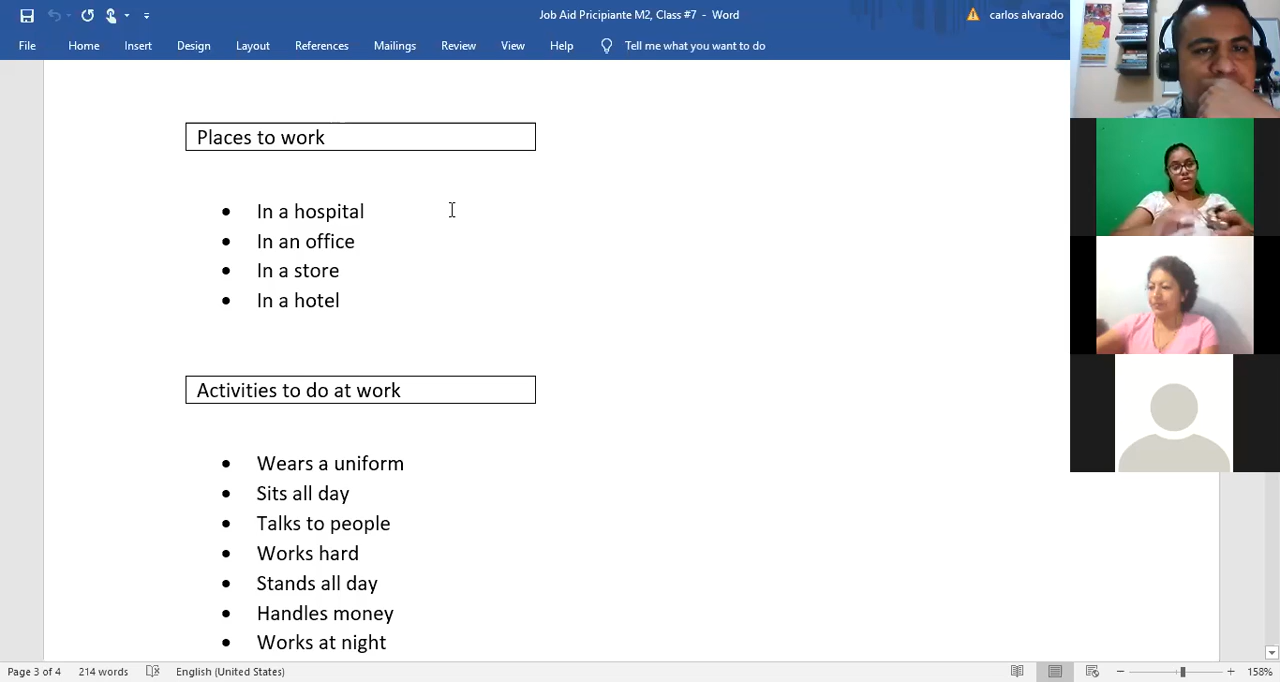 Job Aid Pricipiante M2, Class #7 - Word
carlos alvarado
File Home Insert Design Layout References Mailings Review View Help Tell me what you want to do
Places to work
• In a hospital
• In an office
• In a store
• In a hotel
Activities to do at work
• Wears a uniform
• Sits all day
• Talks to people
• Works hard
• Stands all day
• Handles money
• Works at night
Page 3 of 4 214 words English (United States) 158%